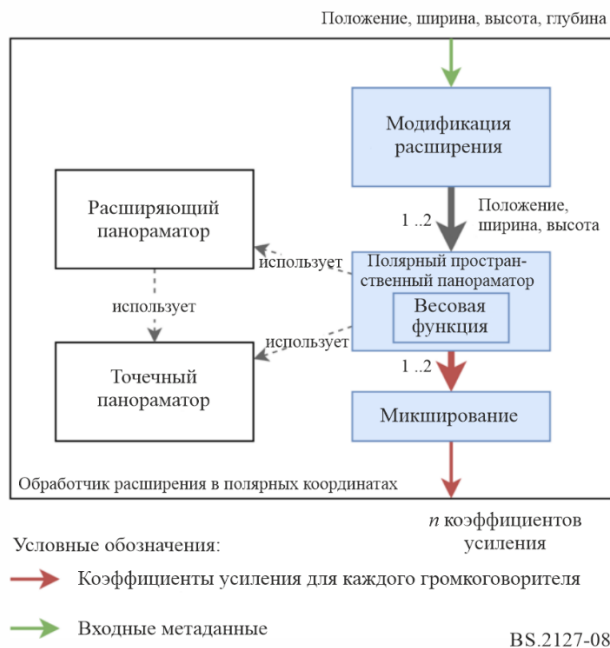 Положение, ширина, высота, глубина
Модификация
расширения
Расширяющий
панораматор
1 ..2
Положение,
ширина, высота
использует
Полярный простран-
ственный панораматор
Весовая
функция
использует
использует
Точечный
панораматор
1 ..2
Микширование
Обработчик расширения в полярных координатах
n коэффициентов
усиления
Условные обозначения:
Коэффициенты усиления для каждого громкоговорителя
Входные метаданные
BS.2127-08